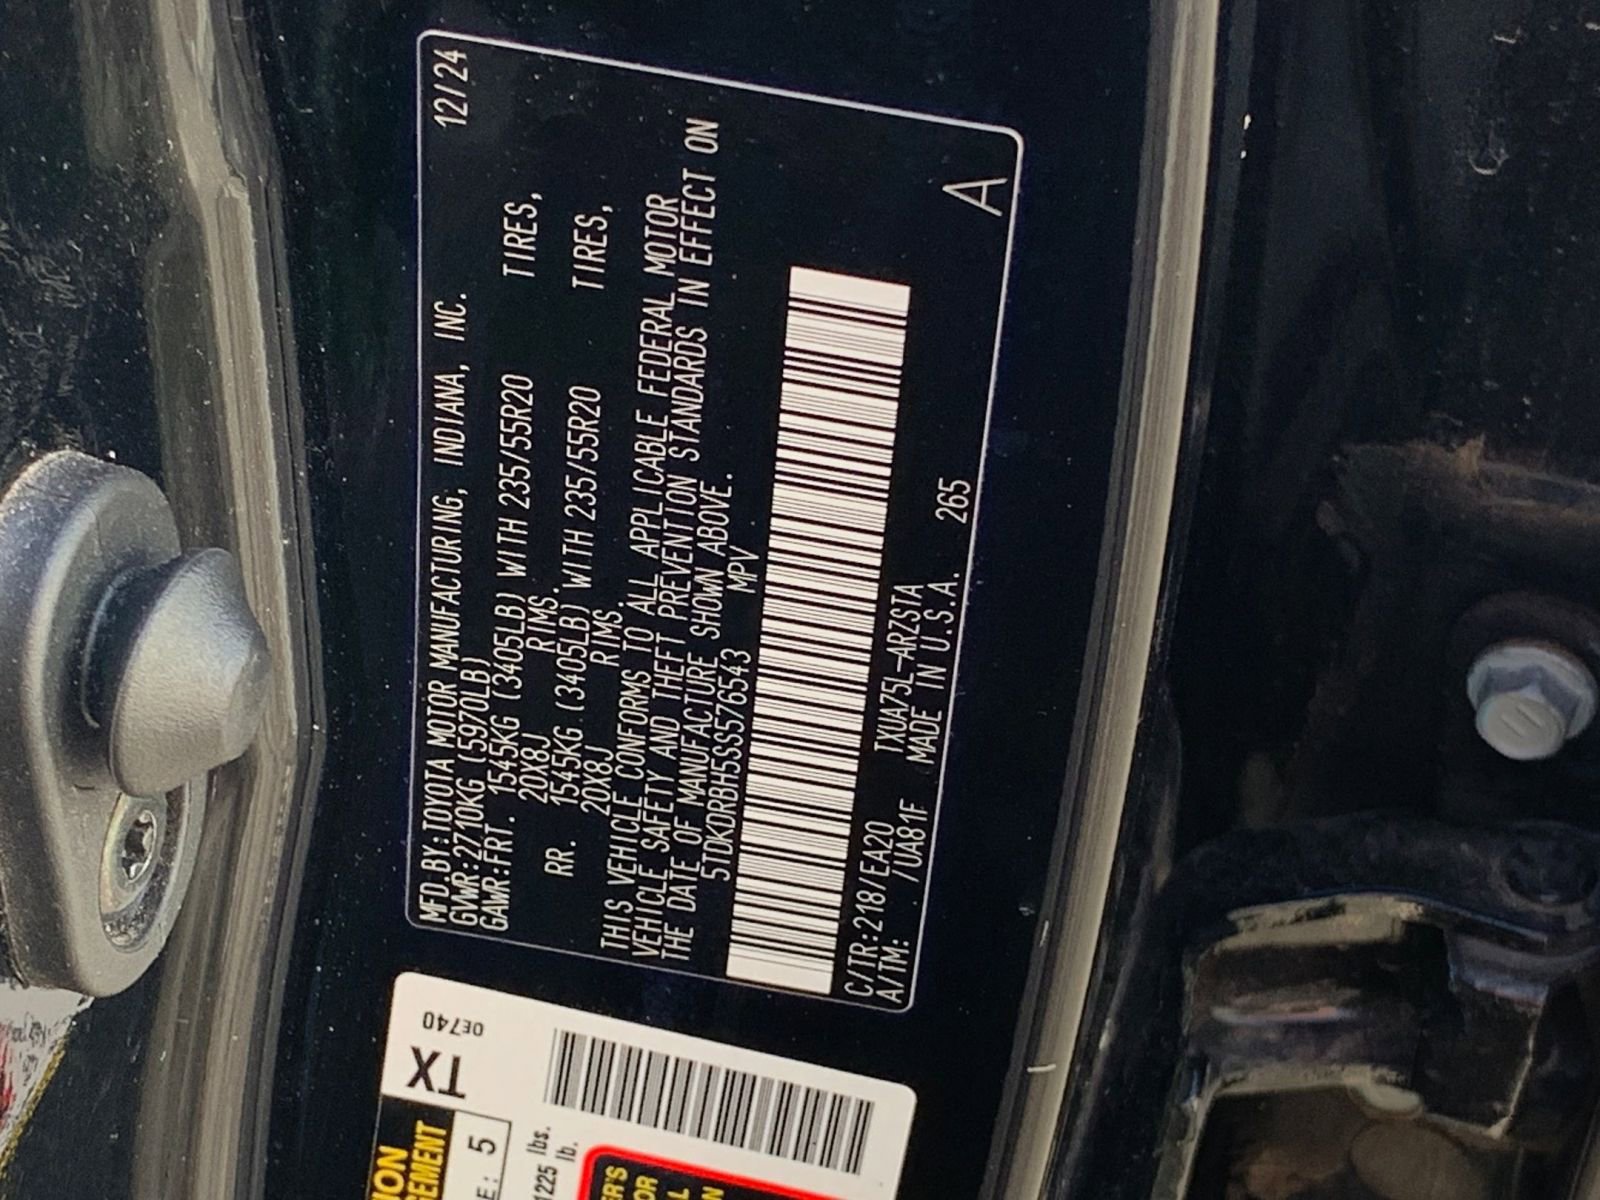 MFD.BY:TOYOTA MOTOR MANUFACTURING, INDIANA, INC. 12/24
GVWR:2710KG (5970LB)
GAWR:FRT. 1545KG (3405LB) WITH 235/55R20 TIRES,
20X8J RIMS.
RR. 1545KG (3405LB) WITH 235/55R20 TIRES,
20X8J RIMS.
THIS VEHICLE CONFORMS TO ALL APPLICABLE FEDERAL MOTOR
VEHICLE SAFETY AND THEFT PREVENTION STANDARDS IN EFFECT ON
THE DATE OF MANUFACTURE SHOWN ABOVE.
5TDKDRBH5SS576543 MPV
C/TR:218/EA20 TXUA75L-ARZSTA A
A/TM: /UA81F MADE IN U.S.A. 265
TX
0E740
5
1225 lbs.
lb.